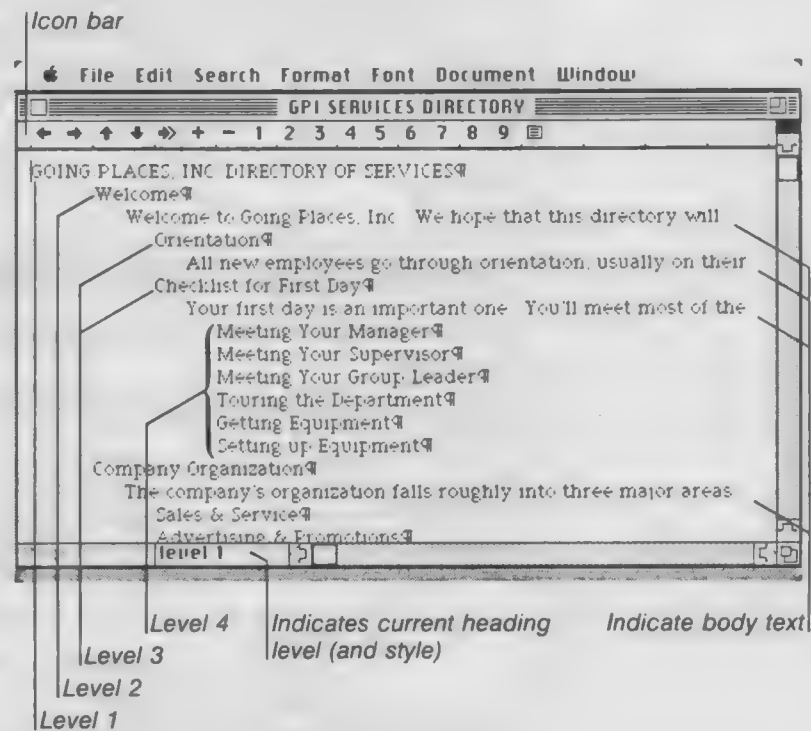 Icon bar
File Edit Search Format Font Document Window
GPI SERVICES DIRECTORY
+ - 1 2 3 4 5 6 7 8 9
GOING PLACES, INC DIRECTORY OF SERVICES¶
Welcome¶
Welcome to Going Places, Inc We hope that this directory will
Orientation¶
All new employees go through orientation, usually on their
Checklist for First Day¶
Your first day is an important one You'll meet most of the
Meeting Your Manager¶
Meeting Your Supervisor¶
Meeting Your Group Leader¶
Touring the Department¶
Getting Equipment¶
Setting up Equipment¶
Company Organization¶
The company's organization falls roughly into three major areas
Sales & Service¶
Advertising & Promotions¶
level 1
Level 4
Indicates current heading level (and style)
Indicate body text
Level 3
Level 2
Level 1